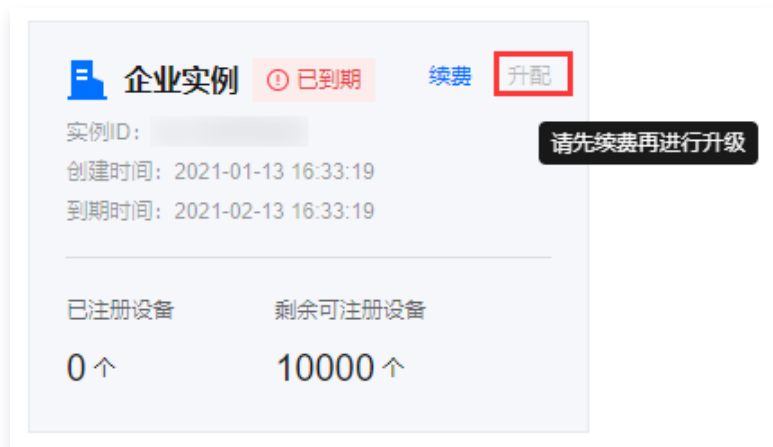 企业实例 已到期 续费 升配
实例ID：
请先续费再进行升级
创建时间：2021-01-13 16:33:19
到期时间：2021-02-13 16:33:19
已注册设备 剩余可注册设备
0个 10000个